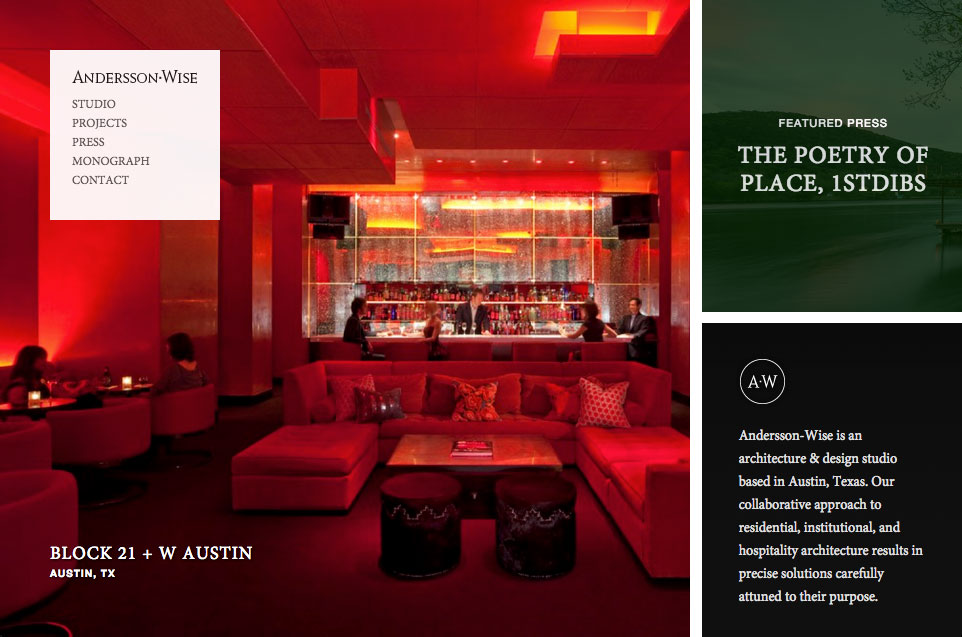 ANDERSSON·WISE
STUDIO
PROJECTS
PRESS
MONOGRAPH
CONTACT
BLOCK 21 + W AUSTIN
AUSTIN, TX
FEATURED PRESS
THE POETRY OF
PLACE, 1STDIBS
A·W
Andersson-Wise is an
architecture & design studio
based in Austin, Texas. Our
collaborative approach to
residential, institutional, and
hospitality architecture results in
precise solutions carefully
attuned to their purpose.